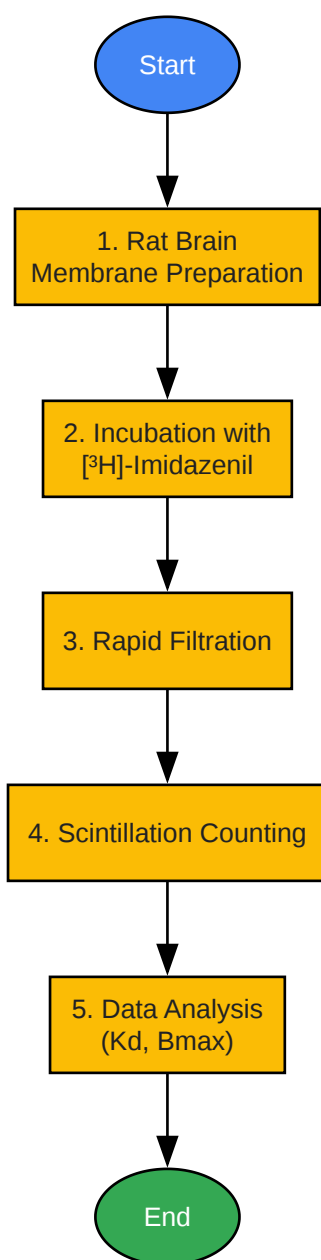 Start
1. Rat Brain
Membrane Preparation
2. Incubation with
[³H]-Imidazenil
3. Rapid Filtration
4. Scintillation Counting
5. Data Analysis
(Kd, Bmax)
End